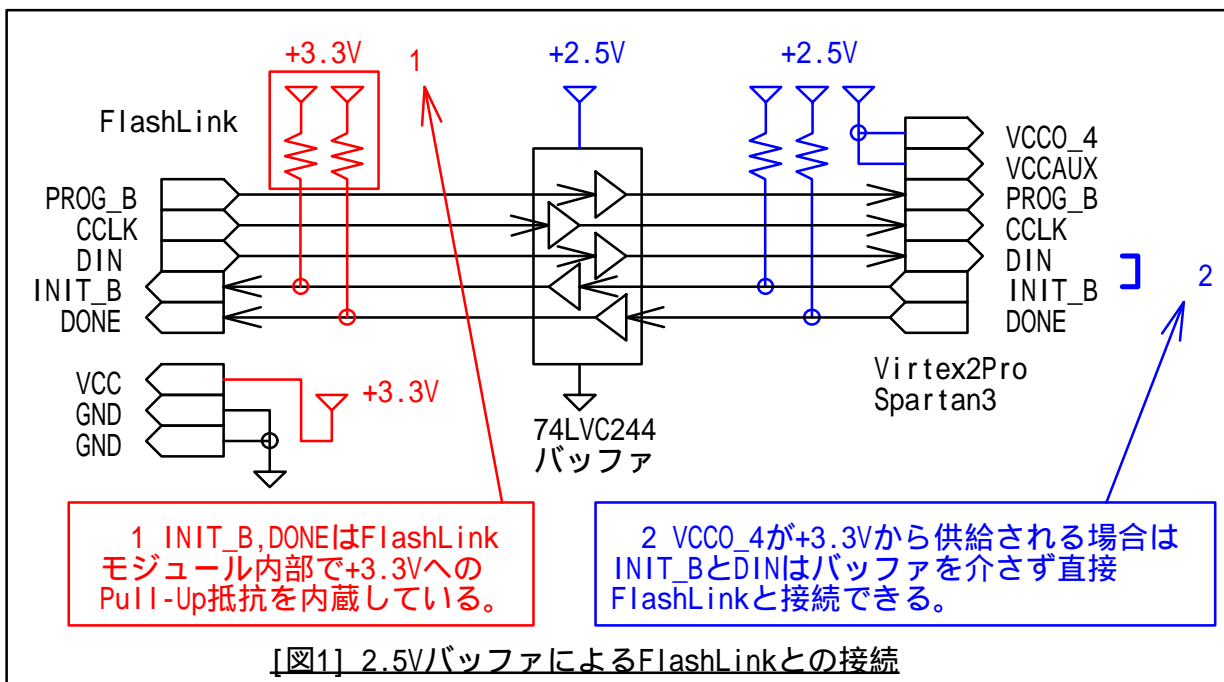 +3.3V
1
+2.5V
+2.5V
FlashLink
PROG_B
CCLK
DIN
INIT_B
DONE
VCC
GND
GND
+3.3V
74LVC244
バッファ
VCCO_4
VCCAUX
PROG_B
CCLK
DIN
INIT_B
DONE
2
Virtex2Pro
Spartan3
1 INIT_B,DONEはFlashLink
モジュール内部で+3.3Vへの
Pull-Up抵抗を内蔵している。
2 VCCO_4が+3.3Vから供給される場合は
INIT_BとDINはバッファを介さず直接
FlashLinkと接続できる。
[図1] 2.5VバッファによるFlashLinkとの接続